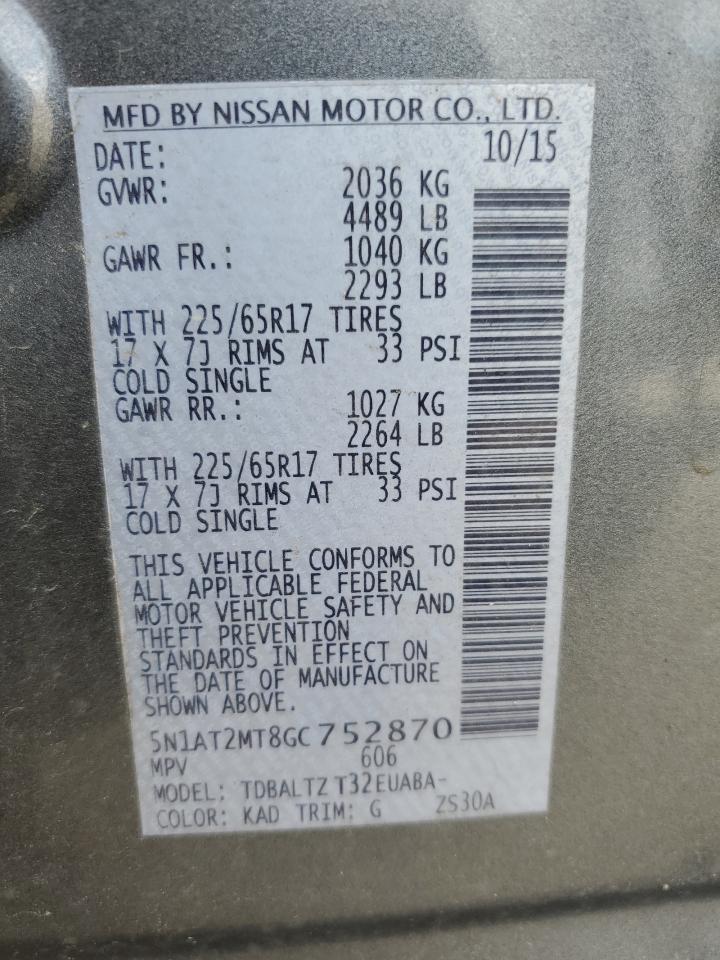 MFD BY NISSAN MOTOR CO., LTD.
DATE: 10/15
GVWR: 2036 KG
4489 LB
GAWR FR.: 1040 KG
2293 LB
WITH 225/65R17 TIRES
17 X 7J RIMS AT 33 PSI
COLD SINGLE
GAWR RR.: 1027 KG
2264 LB
WITH 225/65R17 TIRES
17 X 7J RIMS AT 33 PSI
COLD SINGLE
THIS VEHICLE CONFORMS TO
ALL APPLICABLE FEDERAL
MOTOR VEHICLE SAFETY AND
THEFT PREVENTION
STANDARDS IN EFFECT ON
THE DATE OF MANUFACTURE
SHOWN ABOVE.
5N1AT2MT8GC752870
MPV 606
MODEL: TDBALTZ T32EUABA-
COLOR: KAD TRIM: G ZS30A